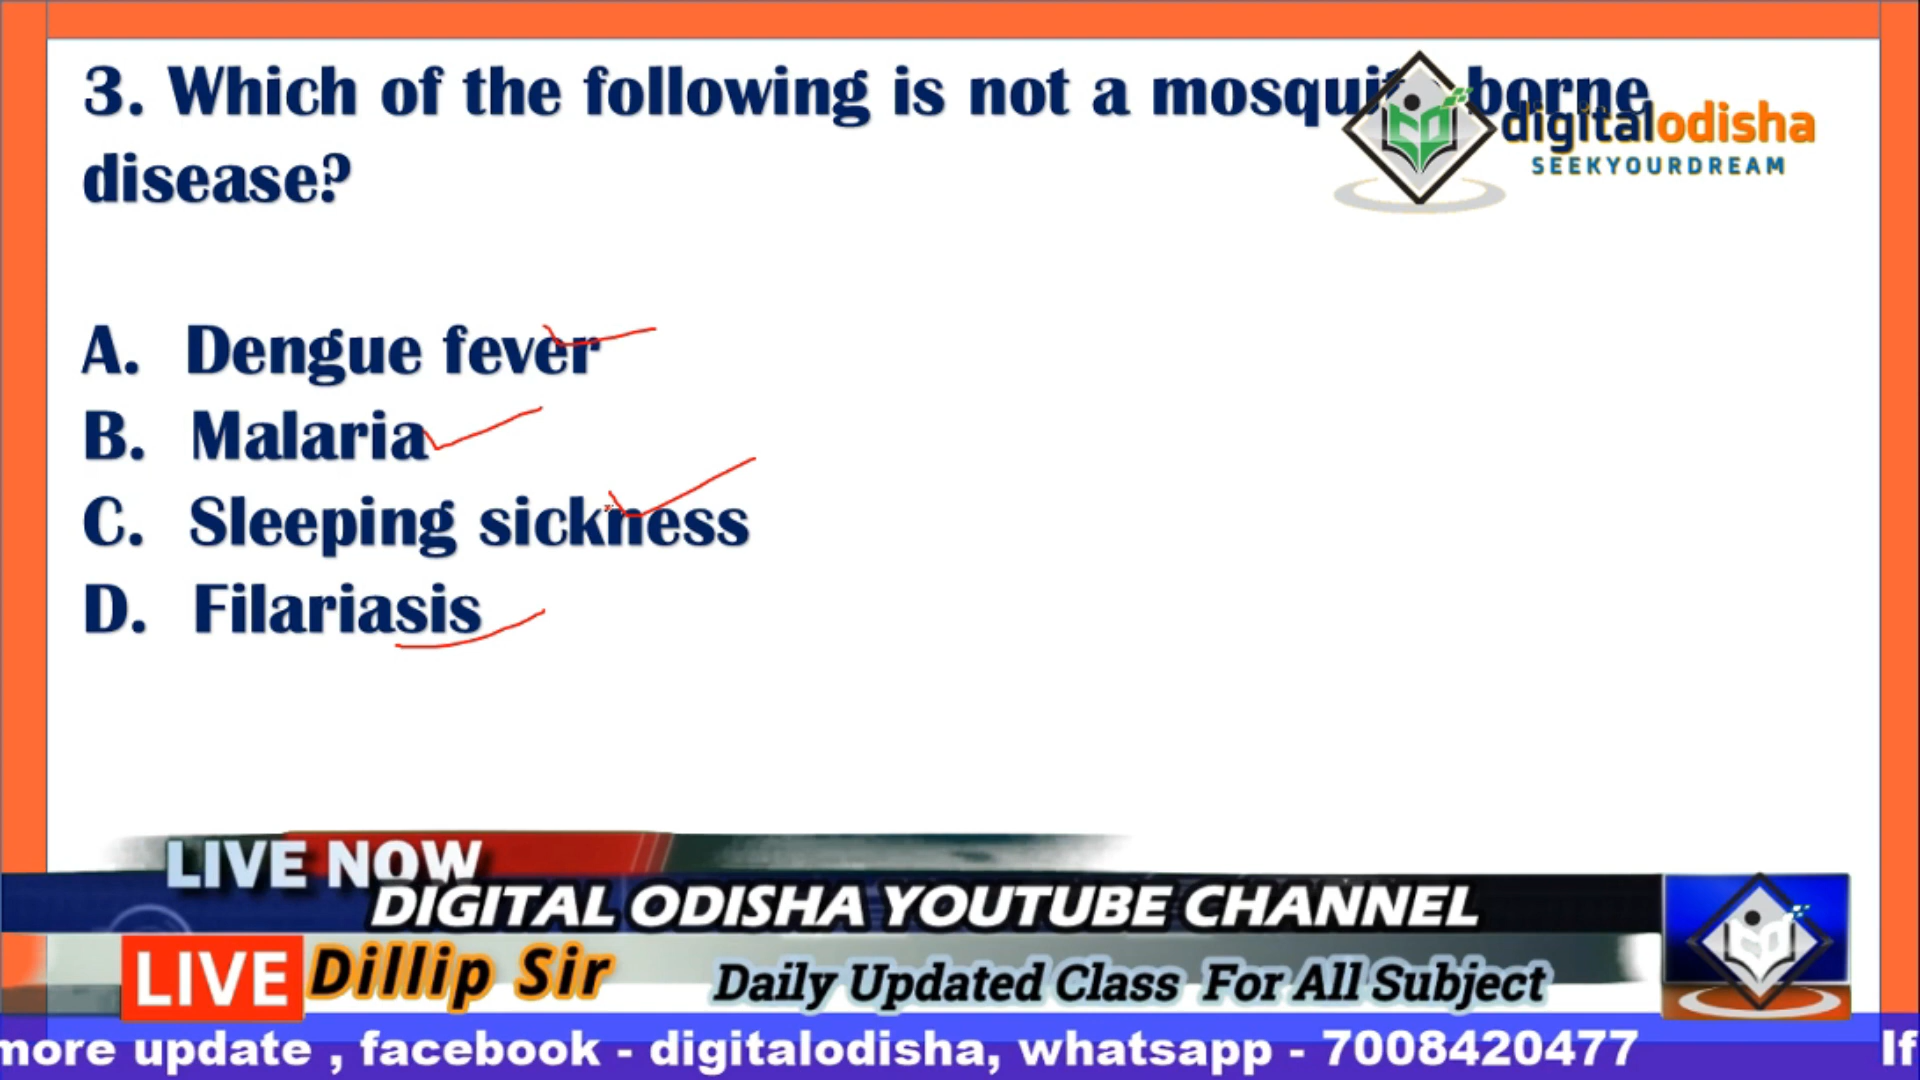 3. Which of the following is not a mosquito borne
disease?
digitalodisha
SEEKYOURDREAM
A. Dengue fever
B. Malaria
C. Sleeping sickness
D. Filariasis
LIVE NOW
DIGITAL ODISHA YOUTUBE CHANNEL
LIVE Dillip Sir Daily Updated Class For All Subject
more update , facebook - digitalodisha, whatsapp - 7008420477 If